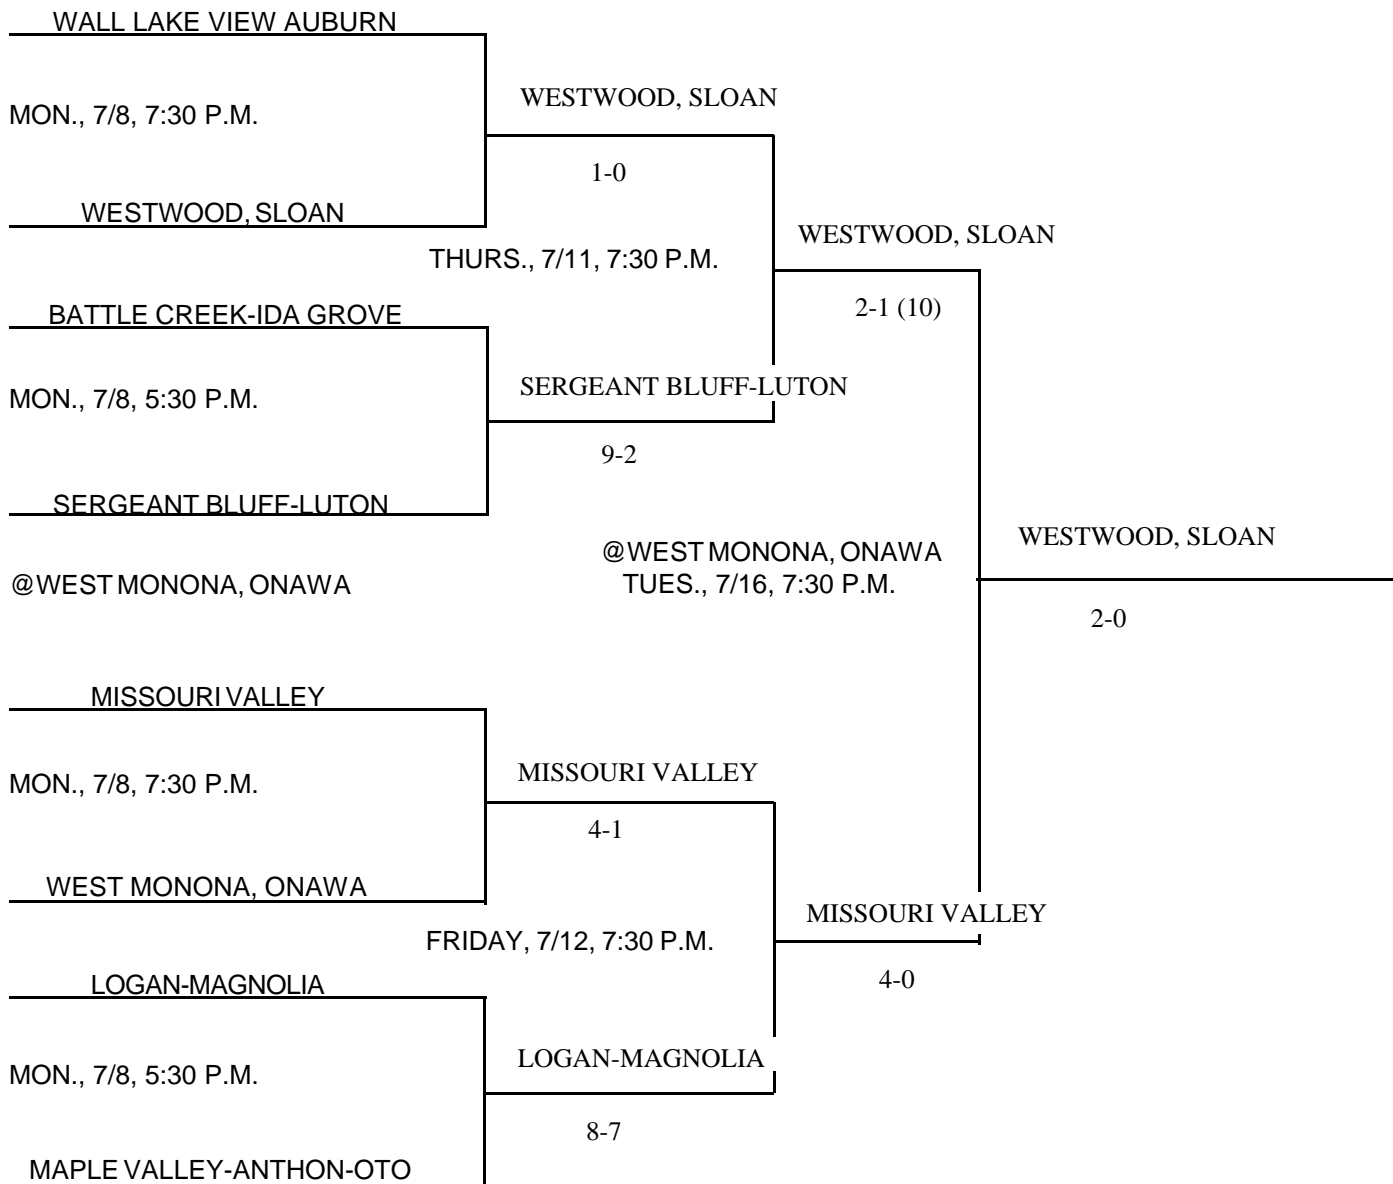 WALL LAKE VIEW AUBURN
MON., 7/8, 7:30 P.M.
WESTWOOD, SLOAN
1-0
WESTWOOD, SLOAN
THURS., 7/11, 7:30 P.M.
WESTWOOD, SLOAN
2-1 (10)
BATTLE CREEK-IDA GROVE
MON., 7/8, 5:30 P.M.
SERGEANT BLUFF-LUTON
9-2
SERGEANT BLUFF-LUTON
@WEST MONONA, ONAWA
@WEST MONONA, ONAWA
TUES., 7/16, 7:30 P.M.
WESTWOOD, SLOAN
2-0
MISSOURI VALLEY
MON., 7/8, 7:30 P.M.
MISSOURI VALLEY
4-1
WEST MONONA, ONAWA
FRIDAY, 7/12, 7:30 P.M.
MISSOURI VALLEY
4-0
LOGAN-MAGNOLIA
MON., 7/8, 5:30 P.M.
LOGAN-MAGNOLIA
8-7
MAPLE VALLEY-ANTHON-OTO